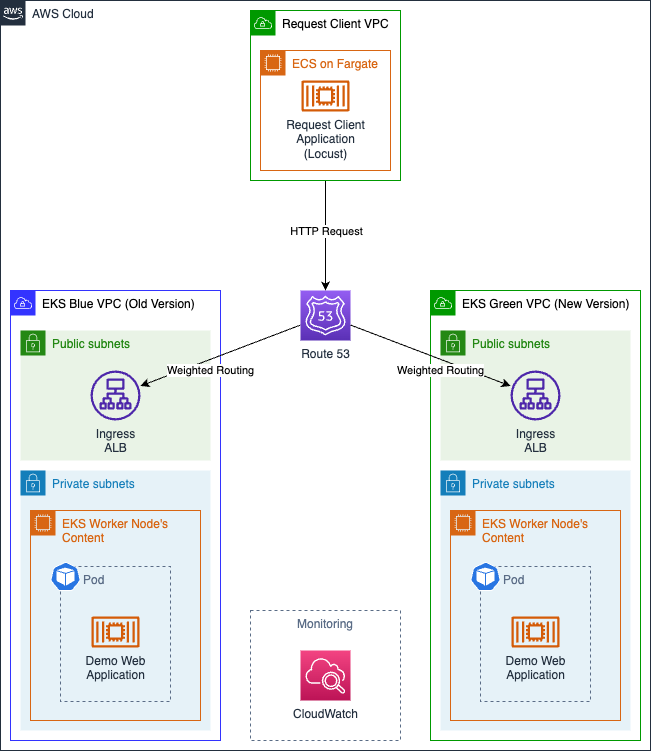 aws
AWS Cloud
Request Client VPC
ECS on Fargate
Request Client
Application
(Locust)
HTTP Request
53
Route 53
Weighted Routing
Weighted Routing
EKS Blue VPC (Old Version)
Public subnets
Ingress
ALB
Private subnets
EKS Worker Node's
Content
Pod
Demo Web
Application
Monitoring
CloudWatch
EKS Green VPC (New Version)
Public subnets
Ingress
ALB
Private subnets
EKS Worker Node's
Content
Pod
Demo Web
Application